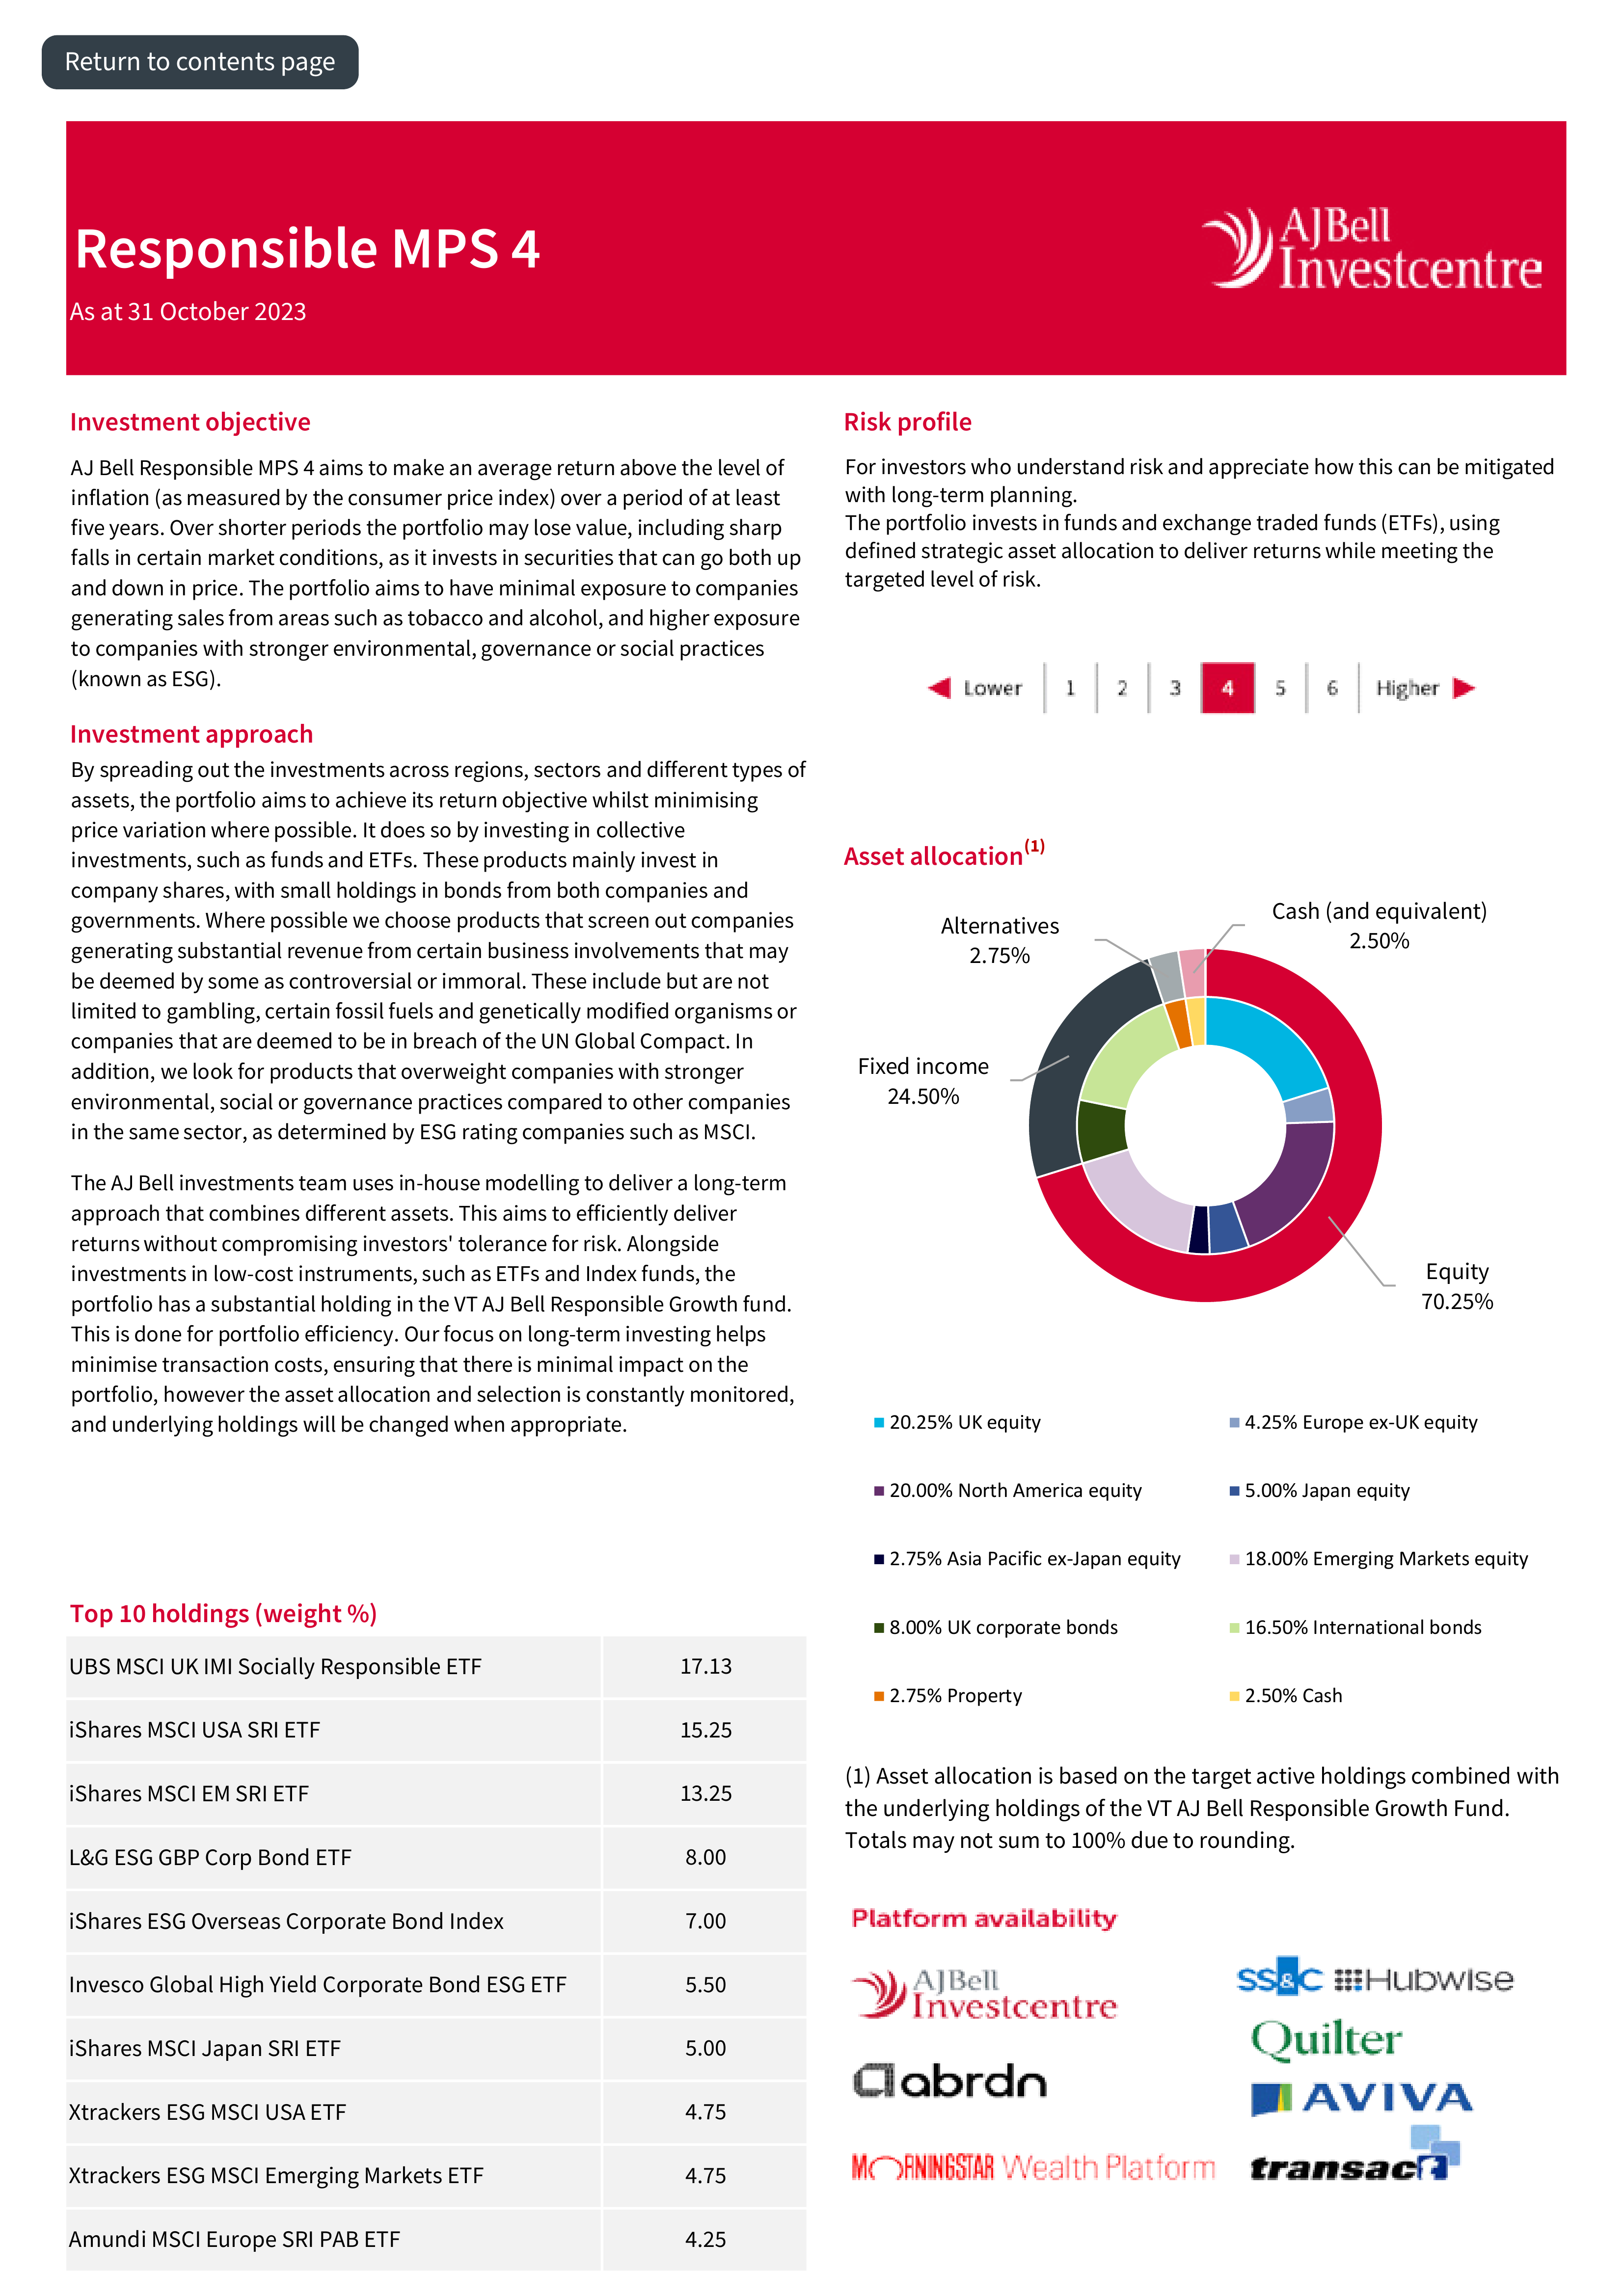 Return to contents page
Responsible MPS 4
As at 31 October 2023
AJBell
Investcentre
Investment objective
AJ Bell Responsible MPS 4 aims to make an average return above the level of
inflation (as measured by the consumer price index) over a period of at least
five years. Over shorter periods the portfolio may lose value, including sharp
falls in certain market conditions, as it invests in securities that can go both up
and down in price. The portfolio aims to have minimal exposure to companies
generating sales from areas such as tobacco and alcohol, and higher exposure
to companies with stronger environmental, governance or social practices
(known as ESG).
Investment approach
By spreading out the investments across regions, sectors and different types of
assets, the portfolio aims to achieve its return objective whilst minimising
price variation where possible. It does so by investing in collective
investments, such as funds and ETFs. These products mainly invest in
company shares, with small holdings in bonds from both companies and
governments. Where possible we choose products that screen out companies
generating substantial revenue from certain business involvements that may
be deemed by some as controversial or immoral. These include but are not
limited to gambling, certain fossil fuels and genetically modified organisms or
companies that are deemed to be in breach of the UN Global Compact. In
addition, we look for products that overweight companies with stronger
environmental, social or governance practices compared to other companies
in the same sector, as determined by ESG rating companies such as MSCI.
The AJ Bell investments team uses in-house modelling to deliver a long-term
approach that combines different assets. This aims to efficiently deliver
returns without compromising investors' tolerance for risk. Alongside
investments in low-cost instruments, such as ETFs and Index funds, the
portfolio has a substantial holding in the VT AJ Bell Responsible Growth fund.
This is done for portfolio efficiency. Our focus on long-term investing helps
minimise transaction costs, ensuring that there is minimal impact on the
portfolio, however the asset allocation and selection is constantly monitored,
and underlying holdings will be changed when appropriate.
Top 10 holdings (weight %)
UBS MSCI UK IMI Socially Responsible ETF 17.13
iShares MSCI USA SRI ETF 15.25
iShares MSCI EM SRI ETF 13.25
L&G ESG GBP Corp Bond ETF 8.00
iShares ESG Overseas Corporate Bond Index 7.00
Invesco Global High Yield Corporate Bond ESG ETF 5.50
iShares MSCI Japan SRI ETF 5.00
Xtrackers ESG MSCI USA ETF 4.75
Xtrackers ESG MSCI Emerging Markets ETF 4.75
Amundi MSCI Europe SRI PAB ETF 4.25
Risk profile
For investors who understand risk and appreciate how this can be mitigated
with long-term planning.
The portfolio invests in funds and exchange traded funds (ETFs), using
defined strategic asset allocation to deliver returns while meeting the
targeted level of risk.
Lower 1 2 3 4 5 6 Higher
Asset allocation(1)
Alternatives
2.75%
Cash (and equivalent)
2.50%
Fixed income
24.50%
Equity
70.25%
20.25% UK equity 4.25% Europe ex-UK equity
20.00% North America equity 5.00% Japan equity
2.75% Asia Pacific ex-Japan equity 18.00% Emerging Markets equity
8.00% UK corporate bonds 16.50% International bonds
2.75% Property 2.50% Cash
(1) Asset allocation is based on the target active holdings combined with
the underlying holdings of the VT AJ Bell Responsible Growth Fund.
Totals may not sum to 100% due to rounding.
Platform availability
AJBell
Investcentre
SS&C Hubwise
Quilter
abrdn
AVIVA
MORNINGSTAR Wealth Platform
transact